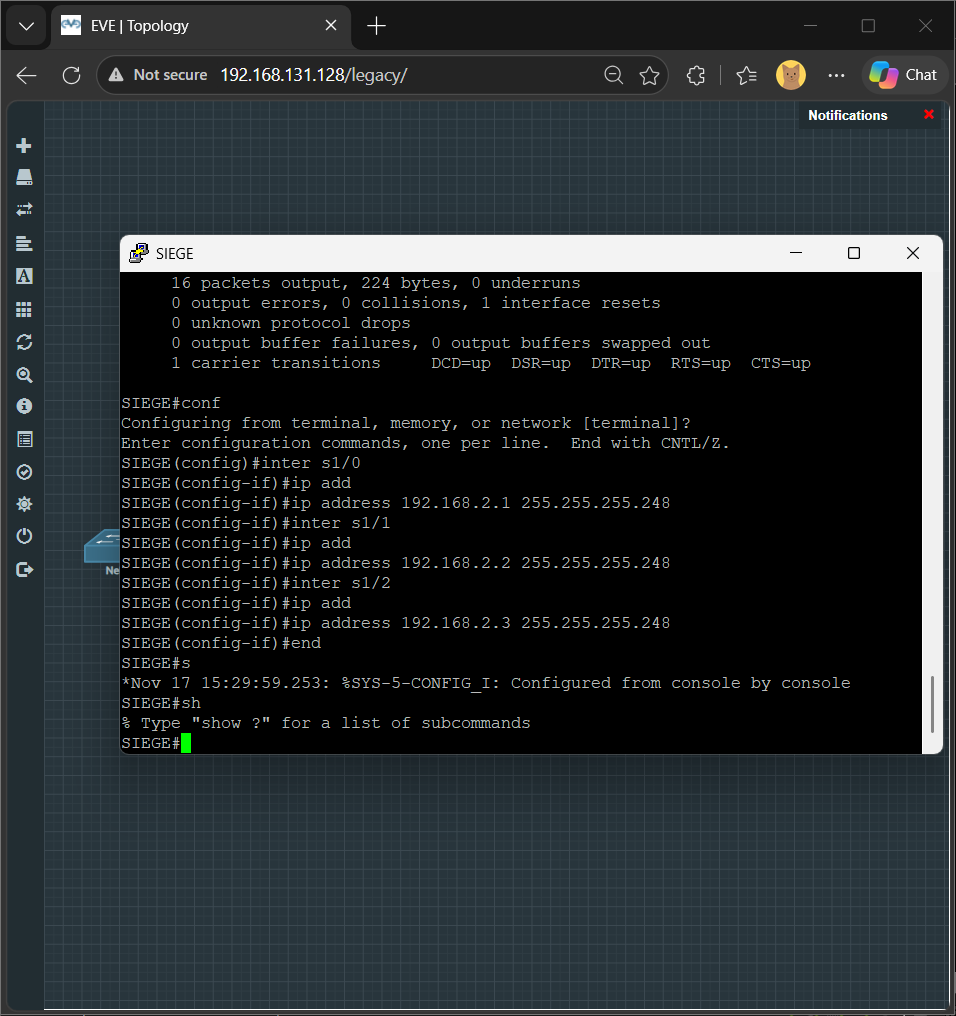 EVE | Topology
Not secure 192.168.131.128/legacy/
Chat
Notifications
SIEGE
16 packets output, 224 bytes, 0 underruns
0 output errors, 0 collisions, 1 interface resets
0 unknown protocol drops
0 output buffer failures, 0 output buffers swapped out
1 carrier transitions     DCD=up  DSR=up  DTR=up  RTS=up  CTS=up
SIEGE#conf
Configuring from terminal, memory, or network [terminal]?
Enter configuration commands, one per line.  End with CNTL/Z.
SIEGE(config)#inter s1/0
SIEGE(config-if)#ip add
SIEGE(config-if)#ip address 192.168.2.1 255.255.255.248
SIEGE(config-if)#inter s1/1
SIEGE(config-if)#ip add
SIEGE(config-if)#ip address 192.168.2.2 255.255.255.248
SIEGE(config-if)#inter s1/2
SIEGE(config-if)#ip add
SIEGE(config-if)#ip address 192.168.2.3 255.255.255.248
SIEGE(config-if)#end
SIEGE#s
*Nov 17 15:29:59.253: %SYS-5-CONFIG_I: Configured from console by console
SIEGE#sh
% Type "show ?" for a list of subcommands
SIEGE#